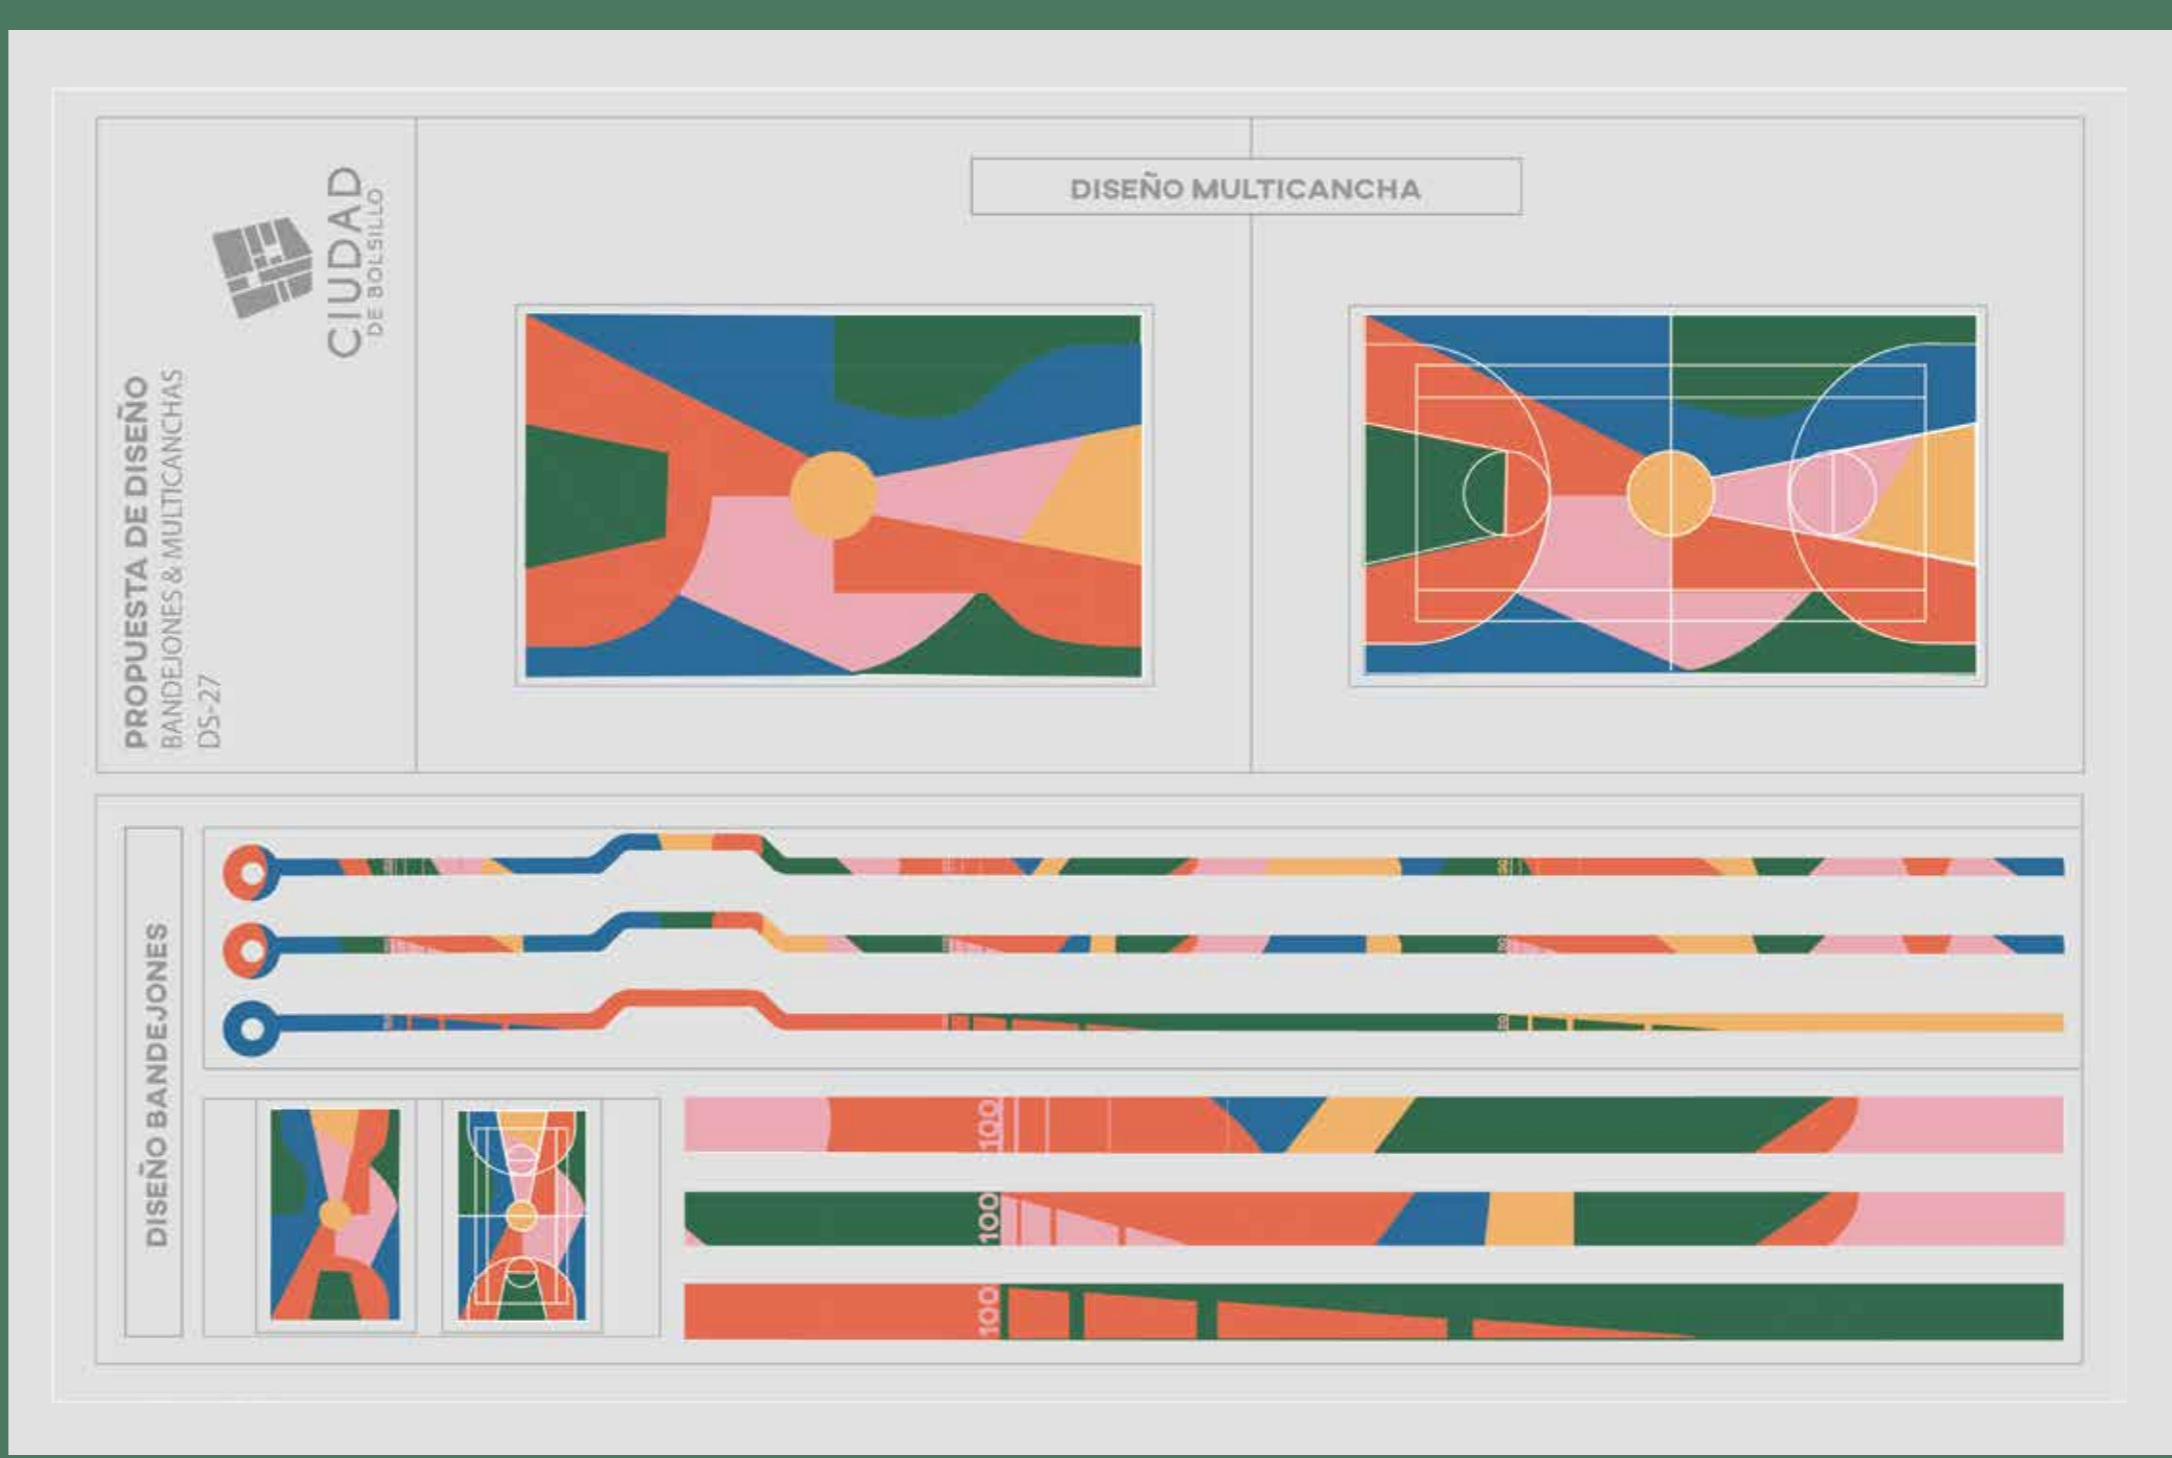 PROPUESTA DE DISEÑO
BANDEJONES & MULTICANCHAS
DS-27
CIUDAD
DE BOLSILLO
DISEÑO MULTICANCHA
DISEÑO BANDEJONES
100
100
100